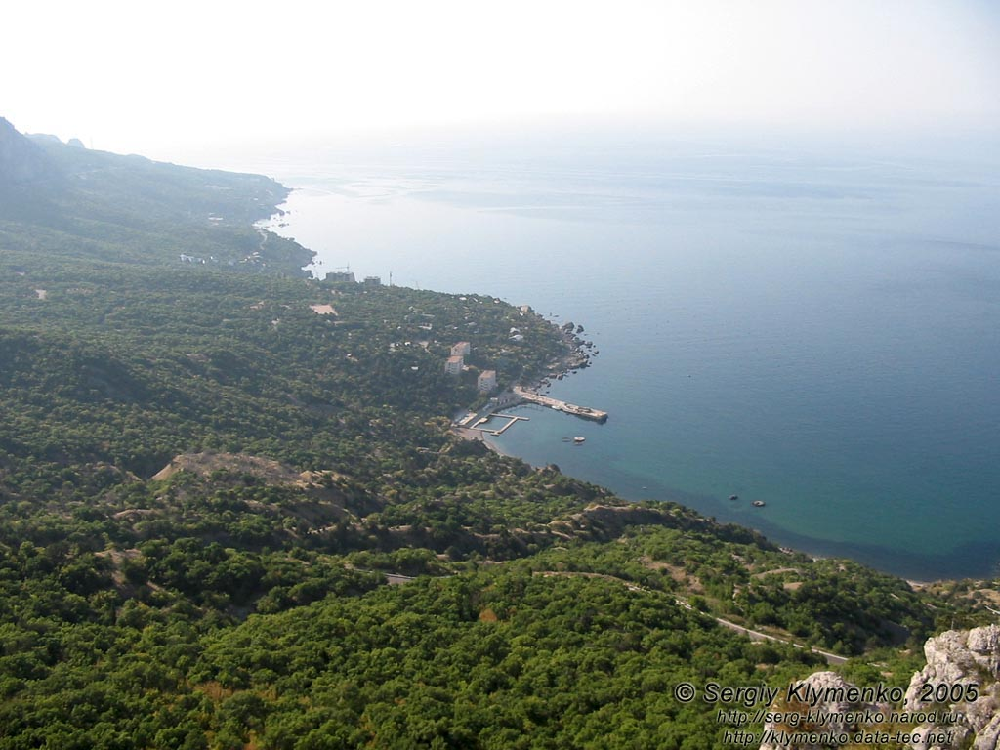 © Sergiy Klymenko, 2005
http://serg-klymenko.narod.ru
http://klymenko.data-tec.net